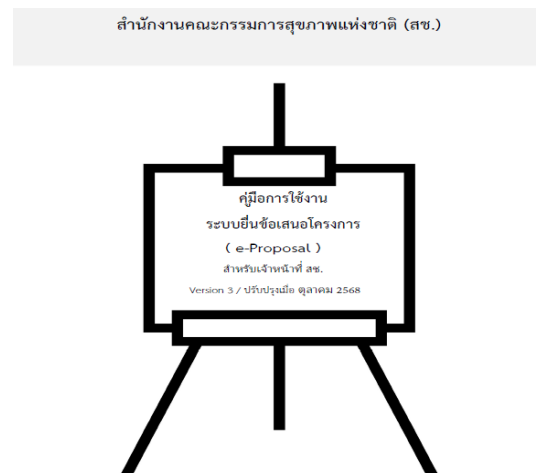 สำนักงานคณะกรรมการสุขภาพแห่งชาติ (สช.)
คู่มือการใช้งาน
ระบบยื่นข้อเสนอโครงการ
( e-Proposal )
สำหรับเจ้าหน้าที่ สช.
Version 3 / ปรับปรุงเมื่อ ตุลาคม 2568